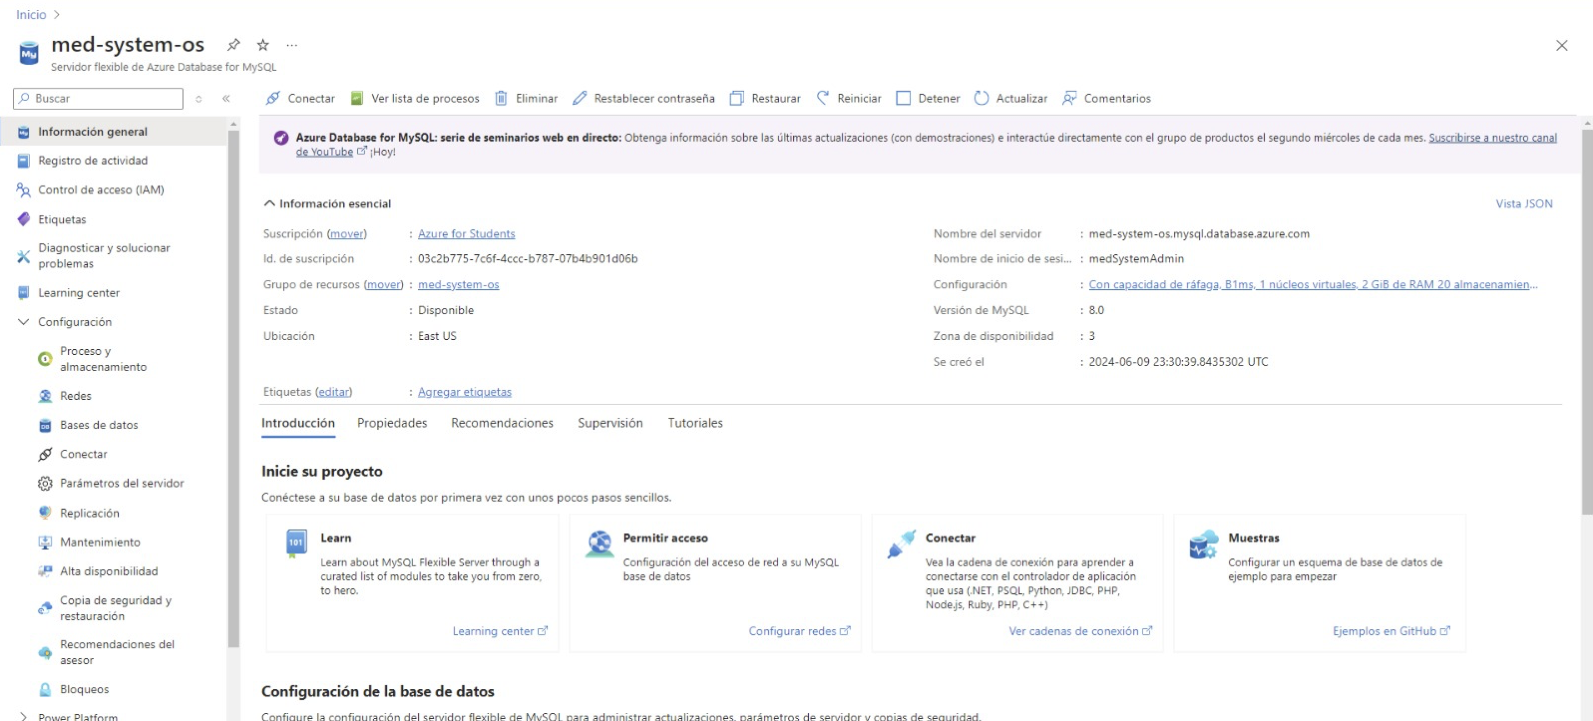 Inicio >
med-system-os ...
Servidor flexible de Azure Database for MySQL
Buscar
Información general
Registro de actividad
Control de acceso (IAM)
Etiquetas
Diagnosticar y solucionar
problemas
Learning center
Configuración
Proceso y
almacenamiento
Redes
Bases de datos
Conectar
Parámetros del servidor
Replicación
Mantenimiento
Alta disponibilidad
Copia de seguridad y
restauración
Recomendaciones del
asesor
Bloqueos
Power Platform
Conectar Ver lista de procesos Eliminar Restablecer contraseña Restaurar Reiniciar Detener Actualizar Comentarios
Azure Database for MySQL: serie de seminarios web en directo: Obtenga información sobre las últimas actualizaciones (con demostraciones) e interactúe directamente con el grupo de productos el segundo miércoles de cada mes. Suscribirse a nuestro canal
de YouTube ¡Hoy!
Información esencial
Vista JSON
Suscripción (mover) : Azure for Students
Id. de suscripción : 03c2b775-7c6f-4ccc-b787-07b4b901d06b
Grupo de recursos (mover) : med-system-os
Estado : Disponible
Ubicación : East US
Etiquetas (editar) : Agregar etiquetas
Nombre del servidor : med-system-os.mysql.database.azure.com
Nombre de inicio de sesi... : medSystemAdmin
Configuración : Con capacidad de ráfaga, B1ms, 1 núcleos virtuales, 2 GiB de RAM 20 almacenamien...
Versión de MySQL : 8.0
Zona de disponibilidad : 3
Se creó el : 2024-06-09 23:30:39.8435302 UTC
Introducción Propiedades Recomendaciones Supervisión Tutoriales
Inicie su proyecto
Conéctese a su base de datos por primera vez con unos pocos pasos sencillos.
101
Learn
Learn about MySQL Flexible Server through a
curated list of modules to take you from zero,
to hero.
Learning center
Permitir acceso
Configuración del acceso de red a su MySQL
base de datos
Configurar redes
Conectar
Vea la cadena de conexión para aprender a
conectarse con el controlador de aplicación
que usa (.NET, PSQL, Python, JDBC, PHP,
Node.js, Ruby, PHP, C++)
Ver cadenas de conexión
Muestras
Configurar un esquema de base de datos de
ejemplo para empezar
Ejemplos en GitHub
Configuración de la base de datos
Configure la configuración del servidor flexible de MySQL para administrar actualizaciones, parámetros de servidor y copias de seguridad.